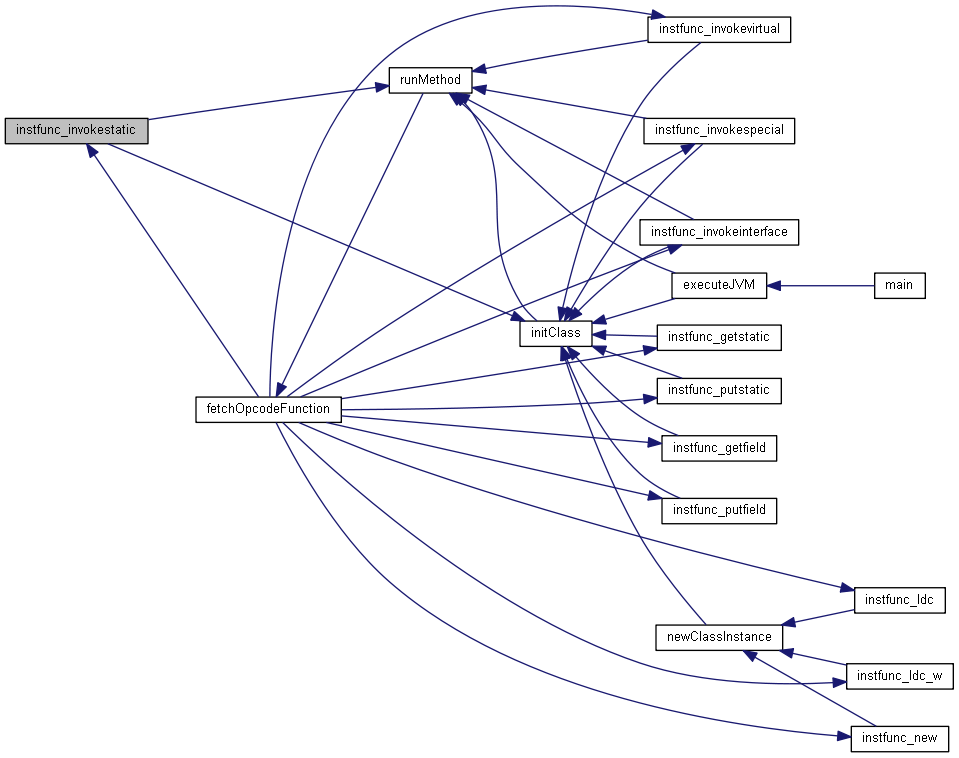 instfunc_invokevirtual
runMethod
instfunc_invokestatic
instfunc_invokespecial
instfunc_invokeinterface
executeJVM
main
initClass
instfunc_getstatic
instfunc_putstatic
fetchOpcodeFunction
instfunc_getfield
instfunc_putfield
instfunc_ldc
newClassInstance
instfunc_ldc_w
instfunc_new